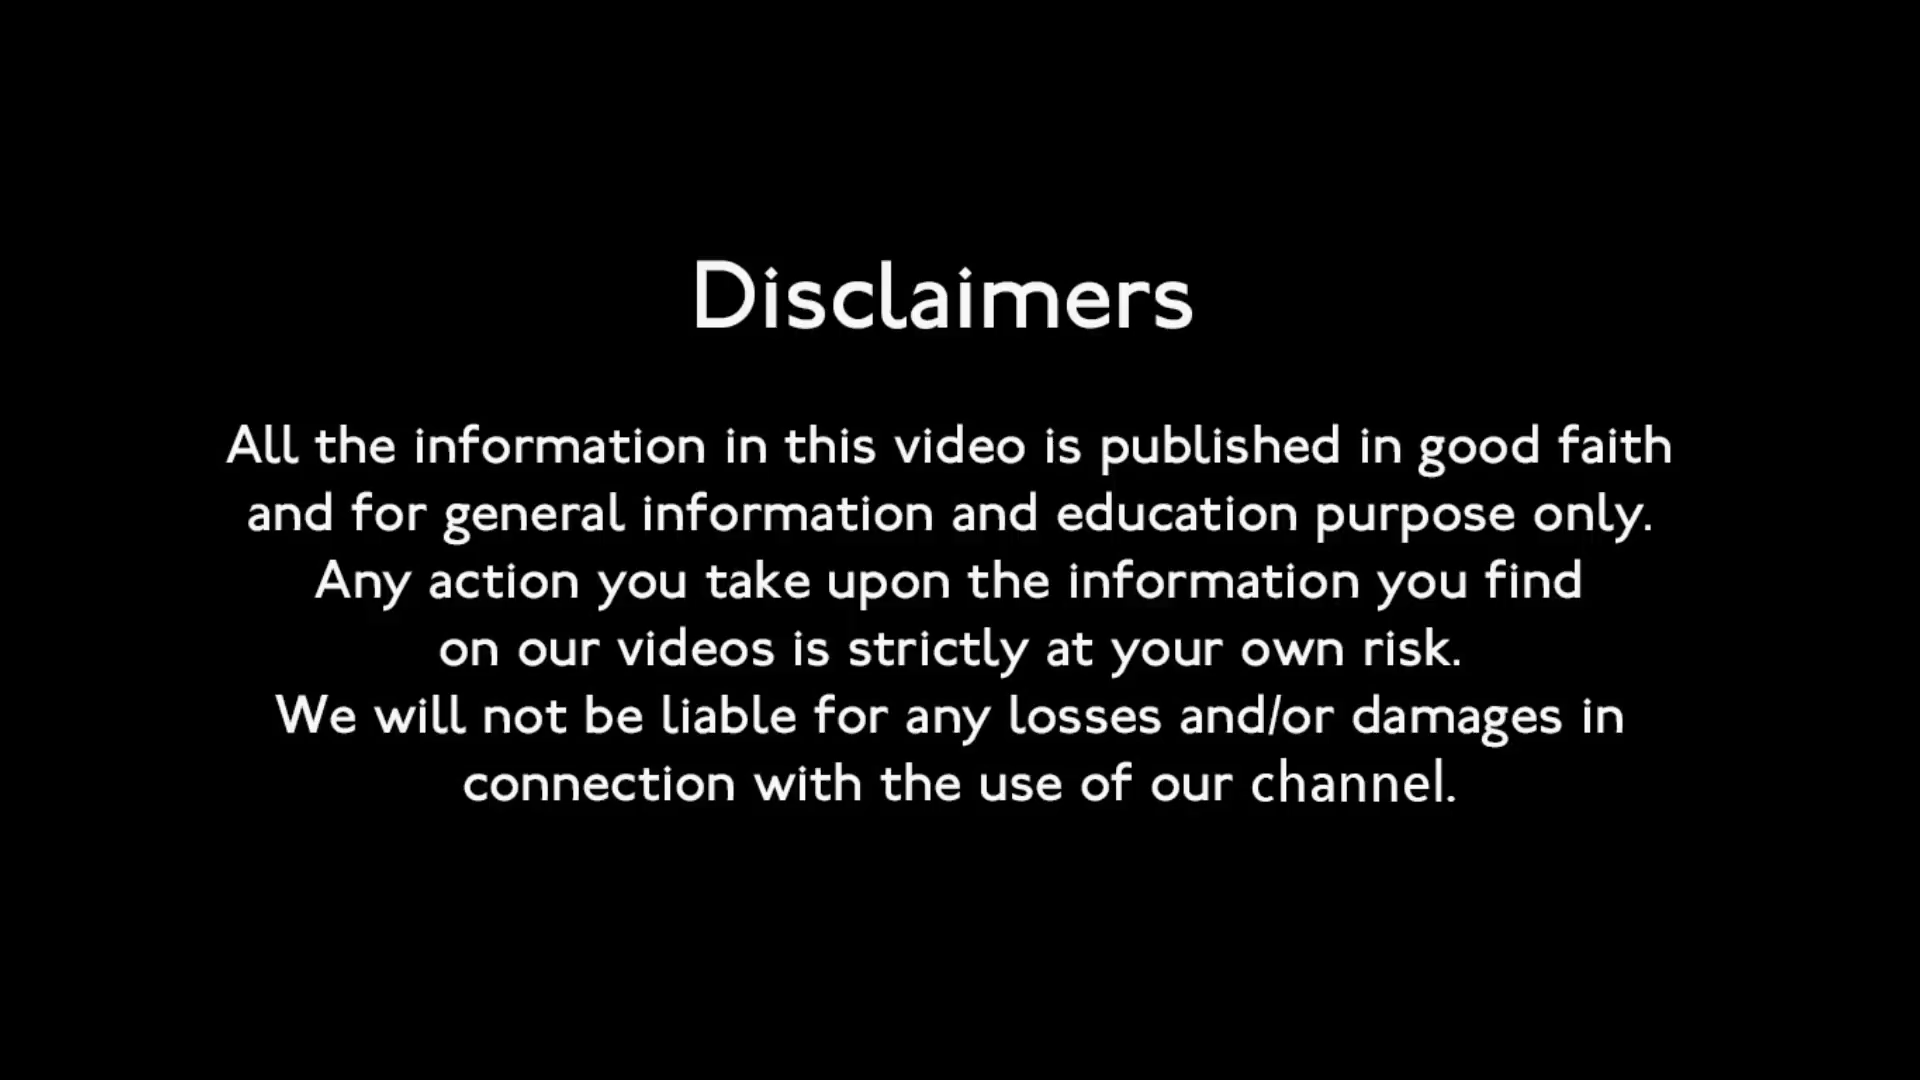 Disclaimers
All the information in this video is published in good faith
and for general information and education purpose only.
Any action you take upon the information you find
on our videos is strictly at your own risk.
We will not be liable for any losses and/or damages in
connection with the use of our channel.